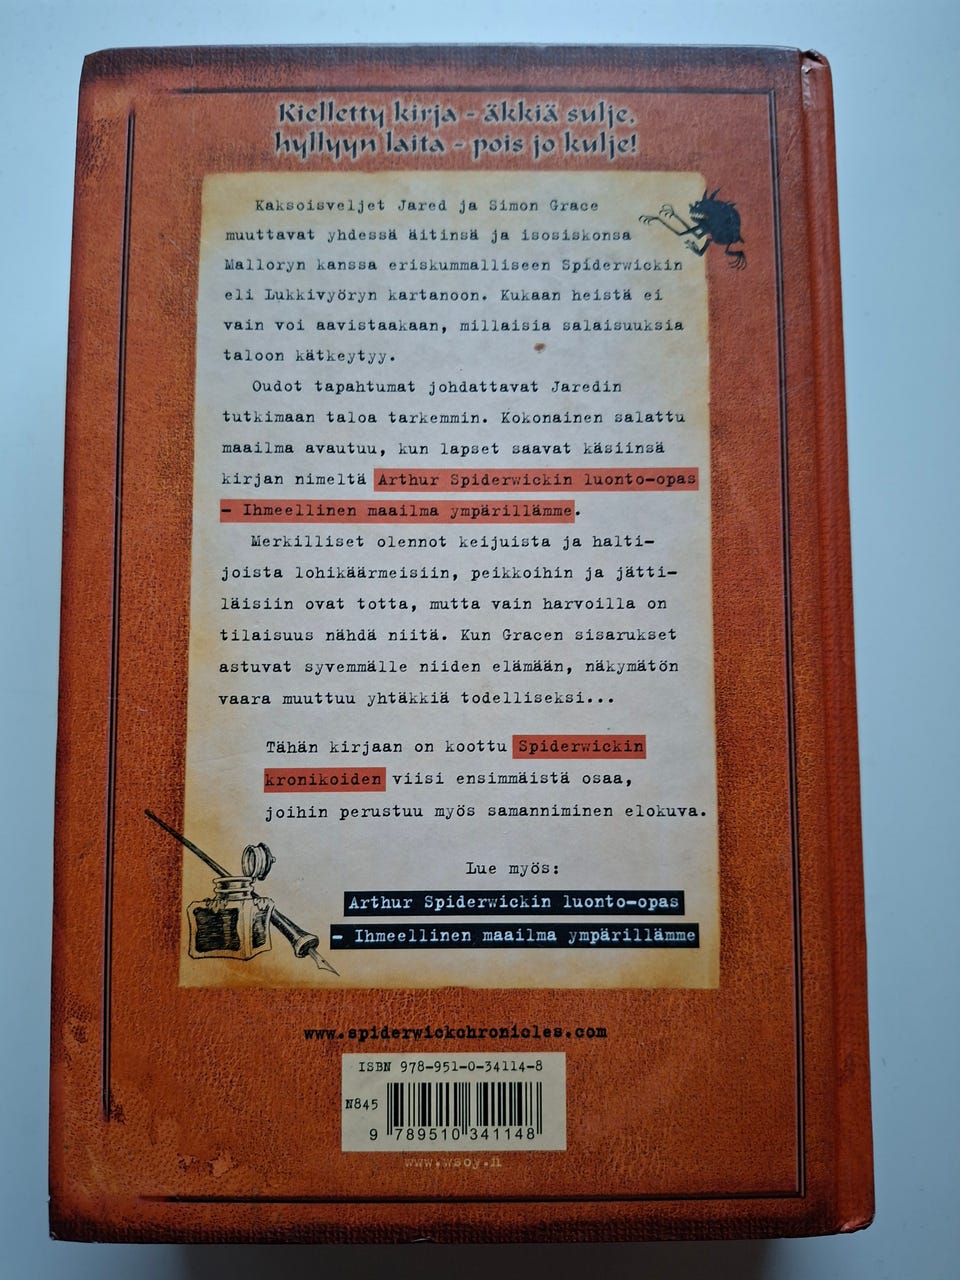 Kielletty kirja – äkkiä sulje,
hyllyyn laita – pois jo kulje!
Kaksoisveljet Jared ja Simon Grace
muuttavat yhdessä äitinsä ja isosiskonsa
Malloryn kanssa eriskummalliseen Spiderwickin
eli Lukkivyöryn kartanoon. Kukaan heistä ei
vain voi aavistaakaan, millaisia salaisuuksia
taloon kätkeytyy.
Oudot tapahtumat johdattavat Jaredin
tutkimaan taloa tarkemmin. Kokonainen salattu
maailma avautuu, kun lapset saavat käsiinsä
kirjan nimeltä Arthur Spiderwickin luonto-opas
– Ihmeellinen maailma ympärillämme.
Merkilliset olennot keijuista ja halti-
joista lohikäärmeisiin, peikkoihin ja jätti-
läisiin ovat totta, mutta vain harvoilla on
tilaisuus nähdä niitä. Kun Gracen sisarukset
astuvat syvemmälle niiden elämään, näkymätön
vaara muuttuu yhtäkkiä todelliseksi...
Tähän kirjaan on koottu Spiderwickin
kronikoiden viisi ensimmäistä osaa,
joihin perustuu myös samanniminen elokuva.
Lue myös:
Arthur Spiderwickin luonto-opas
– Ihmeellinen maailma ympärillämme
www.spiderwickchronicles.com
ISBN 978-951-0-34114-8
N845
9 789510 341148
www.wsoy.fi